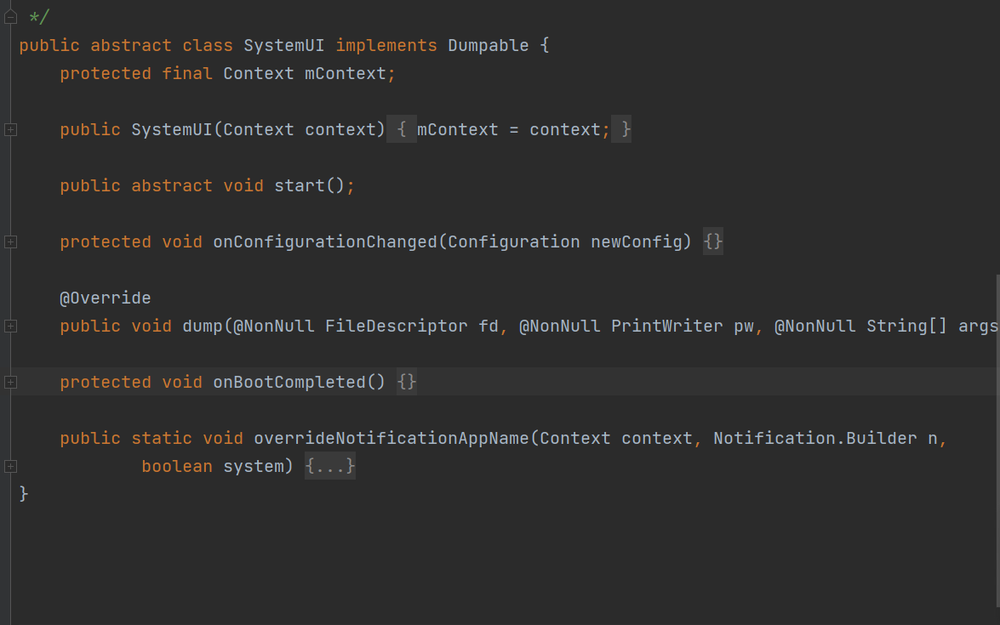 */
public abstract class SystemUI implements Dumpable {
    protected final Context mContext;
    public SystemUI(Context context) { mContext = context; }
    public abstract void start();
    protected void onConfigurationChanged(Configuration newConfig) {}
    @Override
    public void dump(@NonNull FileDescriptor fd, @NonNull PrintWriter pw, @NonNull String[] args
    protected void onBootCompleted() {}
    public static void overrideNotificationAppName(Context context, Notification.Builder n,
            boolean system) {...}
}